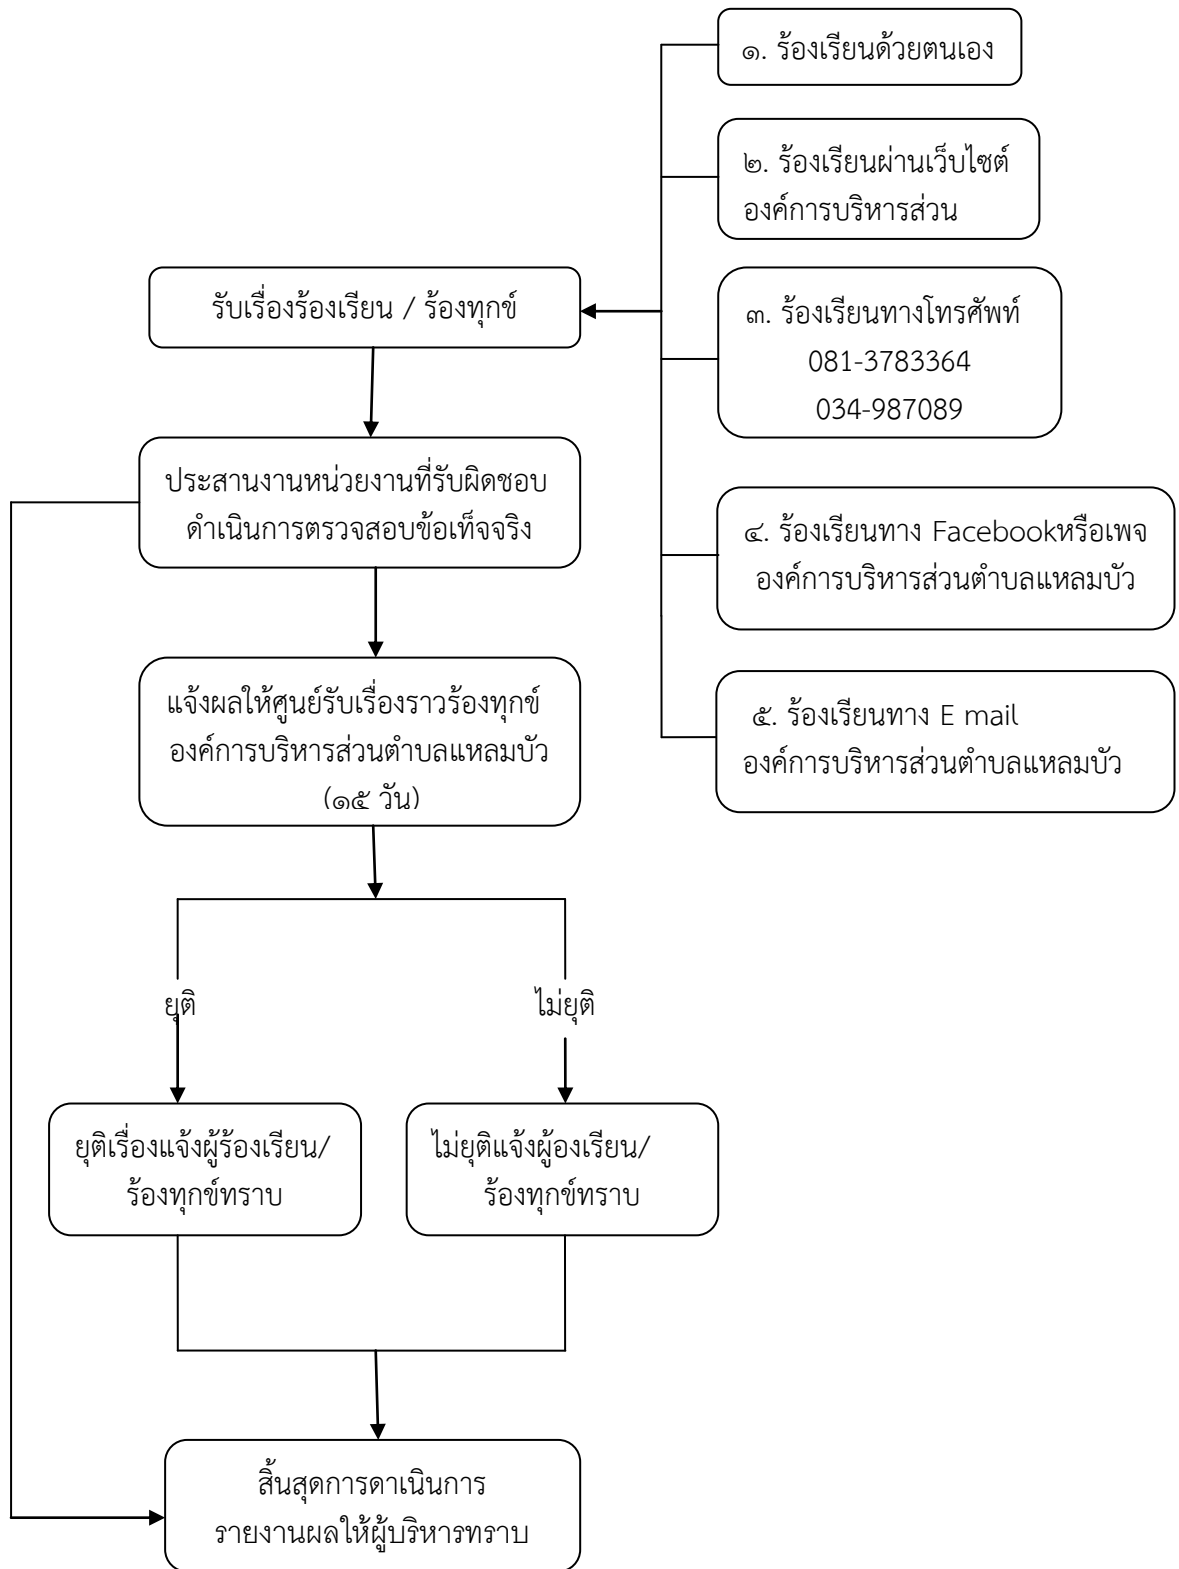 ๑. ร้องเรียนด้วยตนเอง
๒. ร้องเรียนผ่านเว็บไซต์
องค์การบริหารส่วน
รับเรื่องร้องเรียน / ร้องทุกข์
๓. ร้องเรียนทางโทรศัพท์
081-3783364
034-987089
ประสานงานหน่วยงานที่รับผิดชอบ
ดำเนินการตรวจสอบข้อเท็จจริง
๔. ร้องเรียนทาง Facebookหรือเพจ
องค์การบริหารส่วนตำบลแหลมบัว
แจ้งผลให้ศูนย์รับเรื่องราวร้องทุกข์
องค์การบริหารส่วนตำบลแหลมบัว
(๑๕ วัน)
๕. ร้องเรียนทาง E mail
องค์การบริหารส่วนตำบลแหลมบัว
ยุติ
ไม่ยุติ
ยุติเรื่องแจ้งผู้ร้องเรียน/
ร้องทุกข์ทราบ
ไม่ยุติแจ้งผู้องเรียน/
ร้องทุกข์ทราบ
สิ้นสุดการดาเนินการ
รายงานผลให้ผู้บริหารทราบ